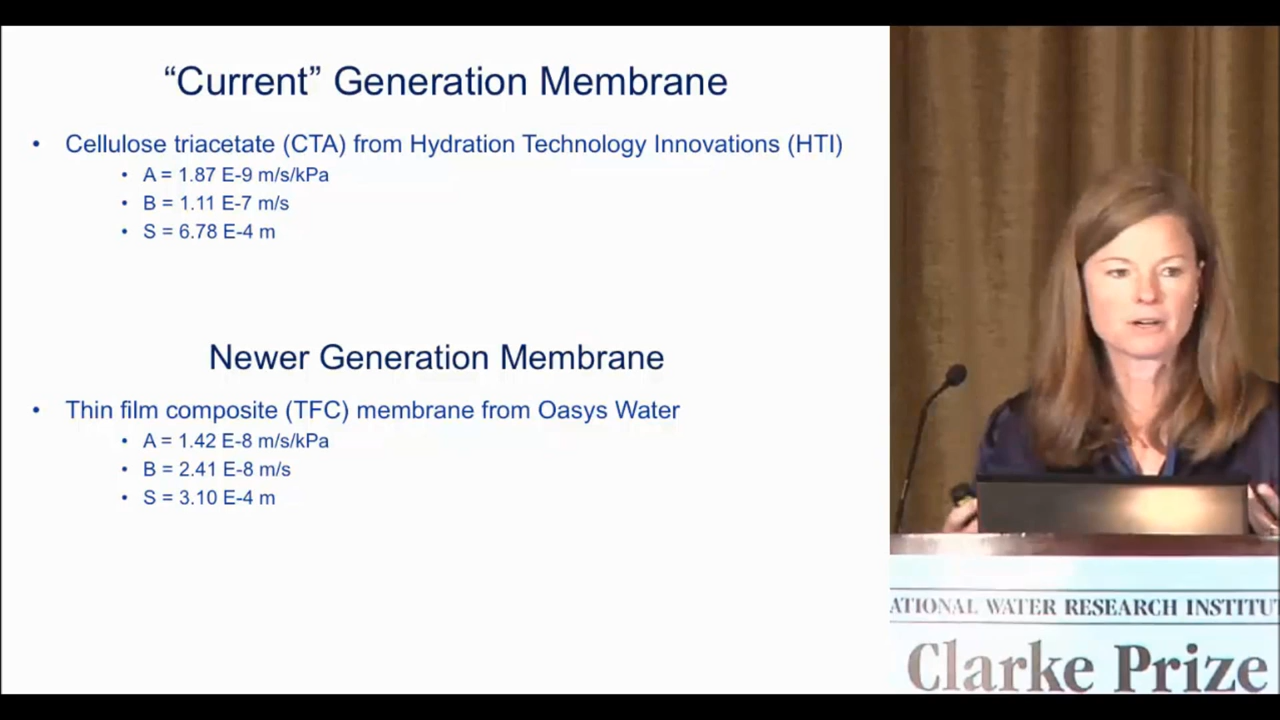 “Current” Generation Membrane
• Cellulose triacetate (CTA) from Hydration Technology Innovations (HTI)
• A = 1.87 E-9 m/s/kPa
• B = 1.11 E-7 m/s
• S = 6.78 E-4 m
Newer Generation Membrane
• Thin film composite (TFC) membrane from Oasys Water
• A = 1.42 E-8 m/s/kPa
• B = 2.41 E-8 m/s
• S = 3.10 E-4 m
ATIONAL WATER RESEARCH INSTITU
Clarke Prize